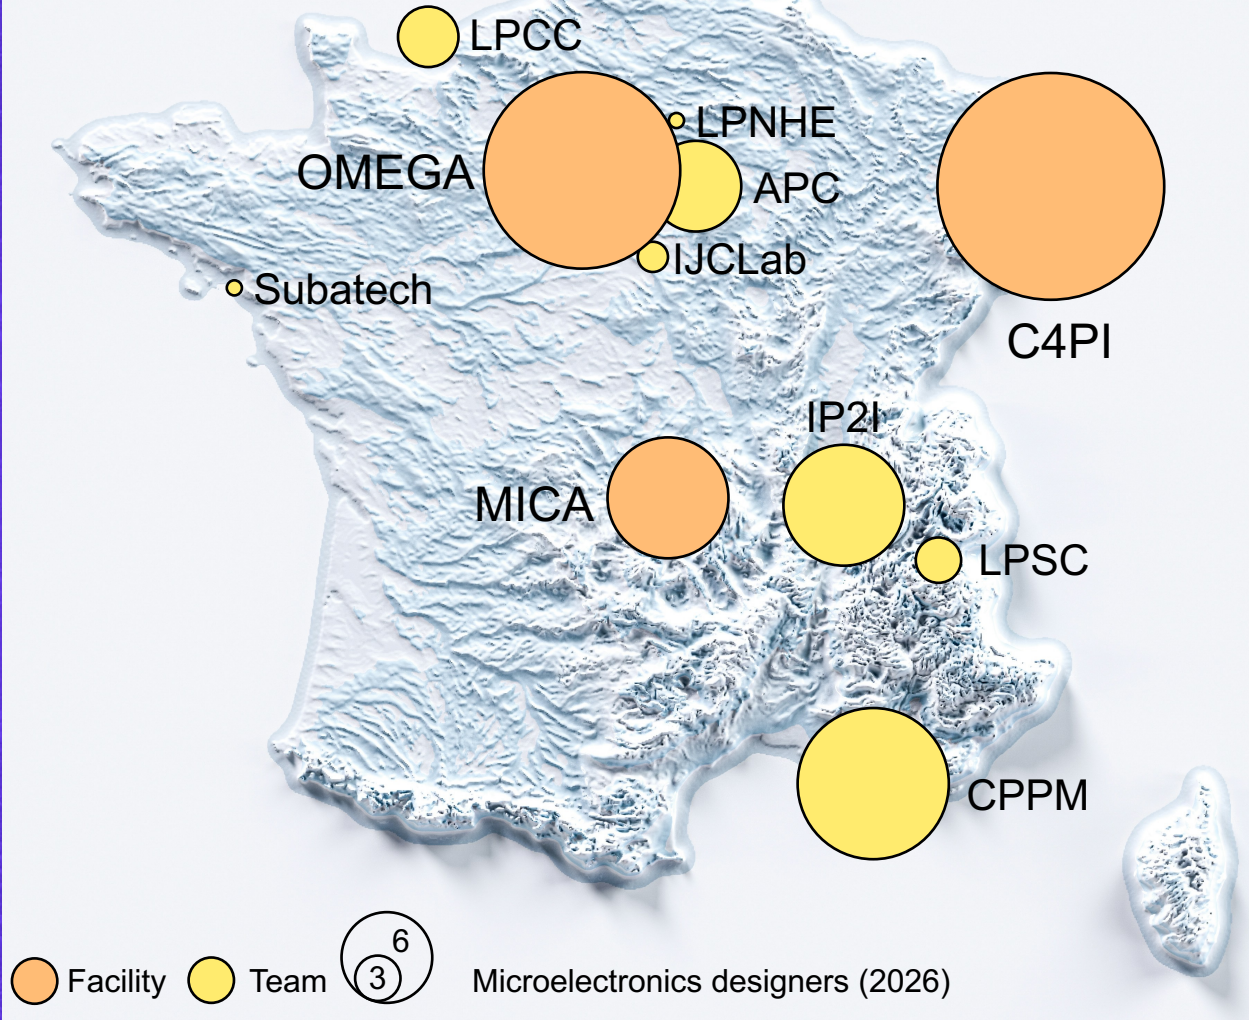 LPCC
LPNHE
OMEGA
APC
IJCLab
Subatech
C4PI
IP2I
MICA
LPSC
CPPM
6
3
Facility
Team
Microelectronics designers (2026)